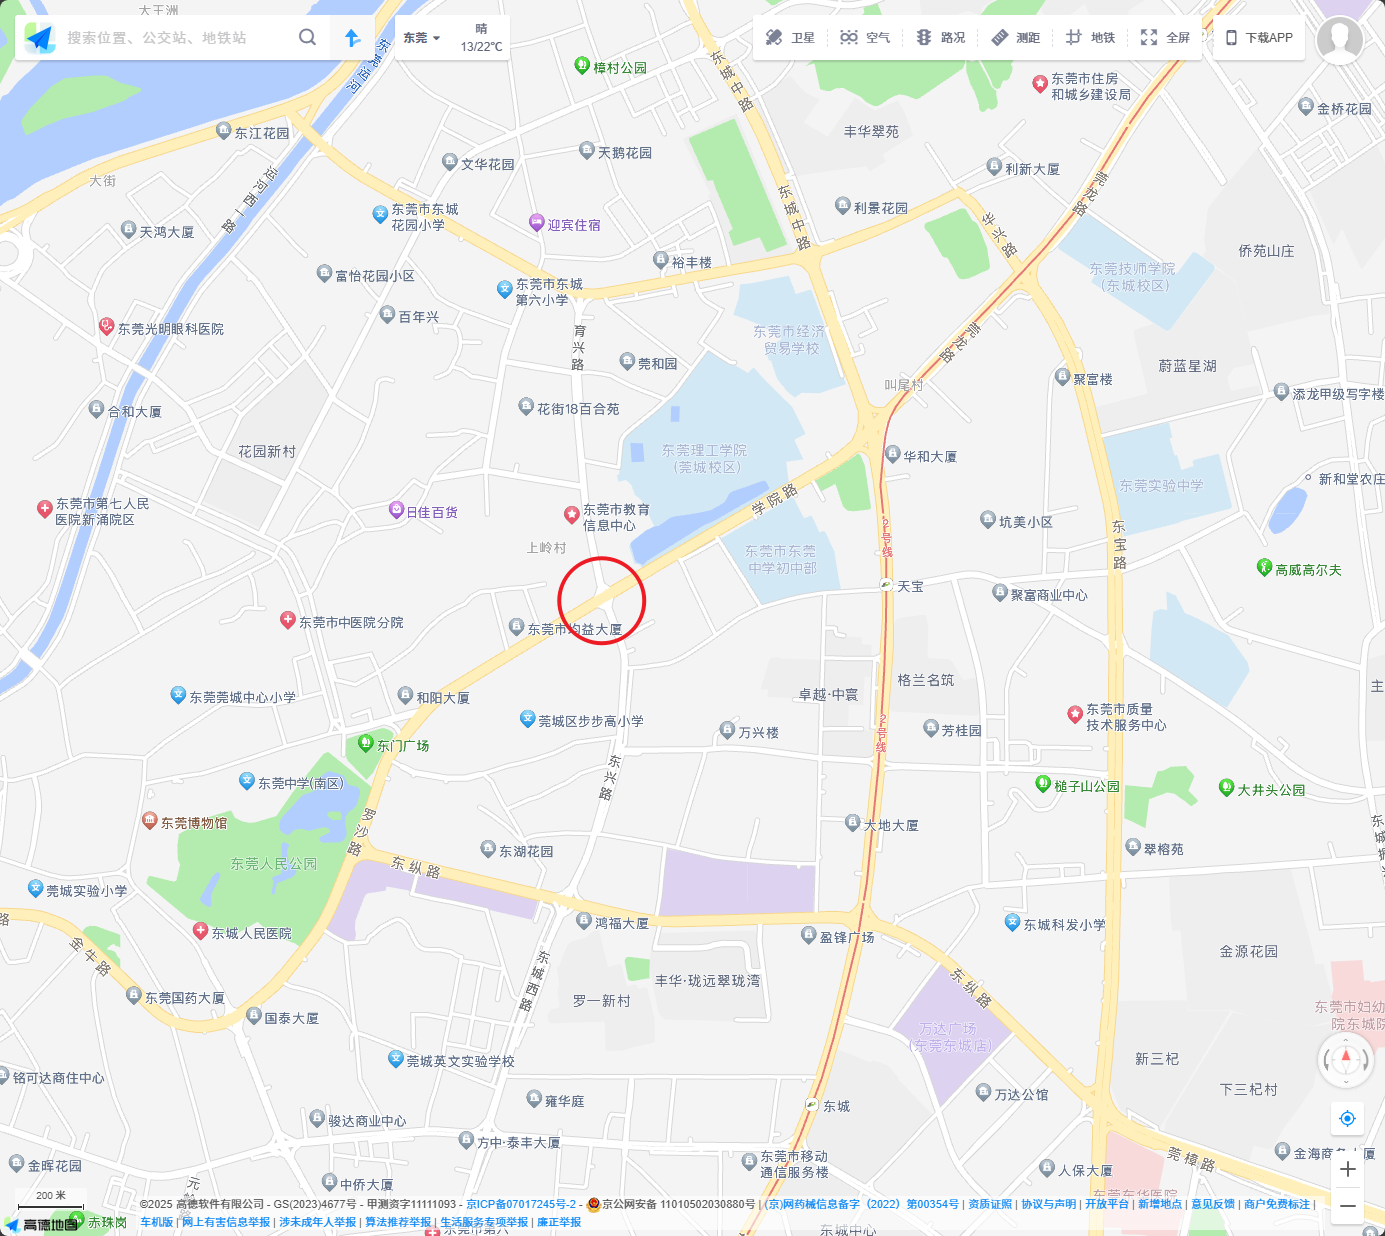 大王洲
搜索位置、公交站、地铁站
东莞
晴
13/22℃
卫星
空气
路况
测距
地铁
全屏
下载APP
东莞运河
樟村公园
东城中路
东莞市住房
和城乡建设局
金桥花园
东江花园
丰华翠苑
天鹅花园
文华花园
利新大厦
大街
运河西一路
莞龙路
东城中路
利景花园
东莞市东城
花园小学
迎宾住宿
华兴路
天鸿大厦
侨苑山庄
裕丰楼
富怡花园小区
东莞市东城
第六小学
东莞技师学院
(东城校区)
百年兴
东莞光明眼科医院
育兴路
东莞市经济
贸易学校
莞龙路
莞和园
蔚蓝星湖
聚富楼
叫尾村
添龙甲级写字楼
合和大厦
花街18百合苑
花园新村
东莞理工学院
(莞城校区)
华和大厦
新和堂农庄
东莞实验中学
学院路
东莞市第七人民
医院新涌院区
日佳百货
东莞市教育
信息中心
坑美小区
2号线
东宝路
上岭村
东莞市东莞
中学初中部
高威高尔夫
天宝
聚富商业中心
东莞市中医院分院
东莞市均益大厦
格兰名筑
主
东莞莞城中心小学
和阳大厦
卓越·中寰
莞城区步步高小学
东莞市质量
技术服务中心
万兴楼
芳桂园
2号线
东门广场
东兴路
东莞中学(南区)
槌子山公园
大井头公园
东莞博物馆
罗沙路
大地大厦
翠榕苑
东湖花园
东莞人民公园
东纵路
莞城实验小学
路
鸿福大厦
东城科发小学
东城人民医院
盈锋广场
金牛路
金源花园
东城西路
丰华·珑远翠珑湾
东纵路
东莞国药大厦
罗一新村
国泰大厦
东莞市妇幼
院东城院
万达广场
(东莞东城店)
莞城英文实验学校
新三杞
铭可达商住中心
下三杞村
万达公馆
雍华庭
东城
骏达商业中心
方中·泰丰大厦
莞樟路
金晖花园
东莞市移动
通信服务楼
人保大厦
中侨大厦
东莞东华医院
200 米
©2025 高德软件有限公司 - GS(2023)4677号 - 甲测资字11111093 - 京ICP备07017245号-2 - 京公网安备 11010502030880号 | (京)网药械信息备字（2022）第00354号 | 资质证照 | 协议与声明 | 开放平台 | 新增地点 | 意见反馈 | 商户免费标注 |
高德地图
赤珠岗
车机版 | 网上有害信息举报 | 涉未成年人举报 | 算法推荐举报 | 生活服务专项举报 | 廉正举报
东城中心